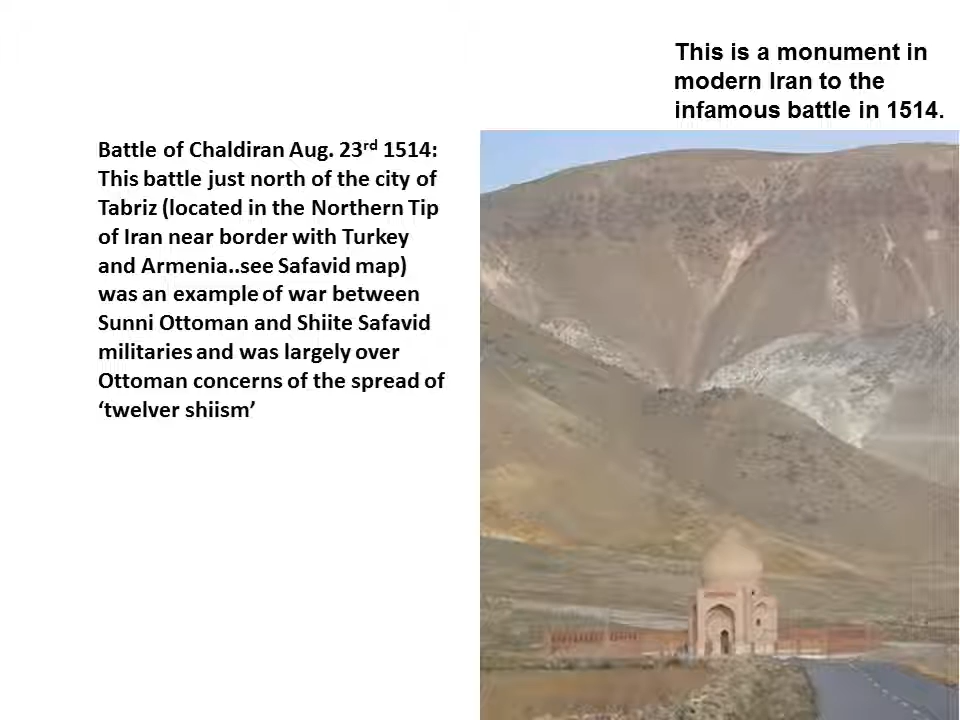 This is a monument in
modern Iran to the
infamous battle in 1514.
Battle of Chaldiran Aug. 23rd 1514:
This battle just north of the city of
Tabriz (located in the Northern Tip
of Iran near border with Turkey
and Armenia..see Safavid map)
was an example of war between
Sunni Ottoman and Shiite Safavid
militaries and was largely over
Ottoman concerns of the spread of
‘twelver shiism’